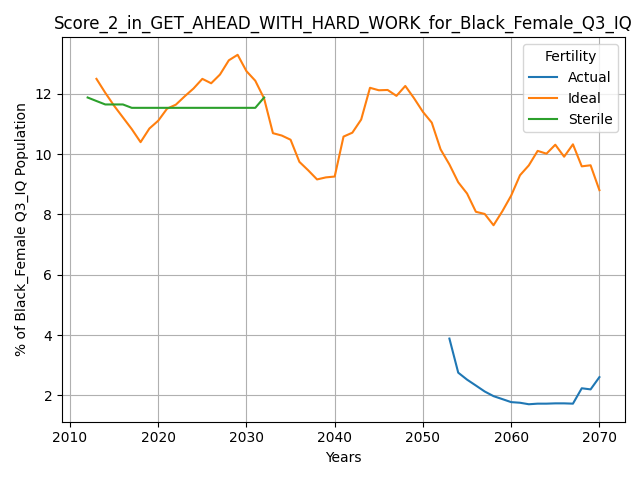 Score_2_in_GET_AHEAD_WITH_HARD_WORK_for_Black_Female_Q3_IQ
Fertility
Actual
Ideal
Sterile
% of Black_Female Q3_IQ Population
12
10
8
6
4
2
2010 2020 2030 2040 2050 2060 2070
Years